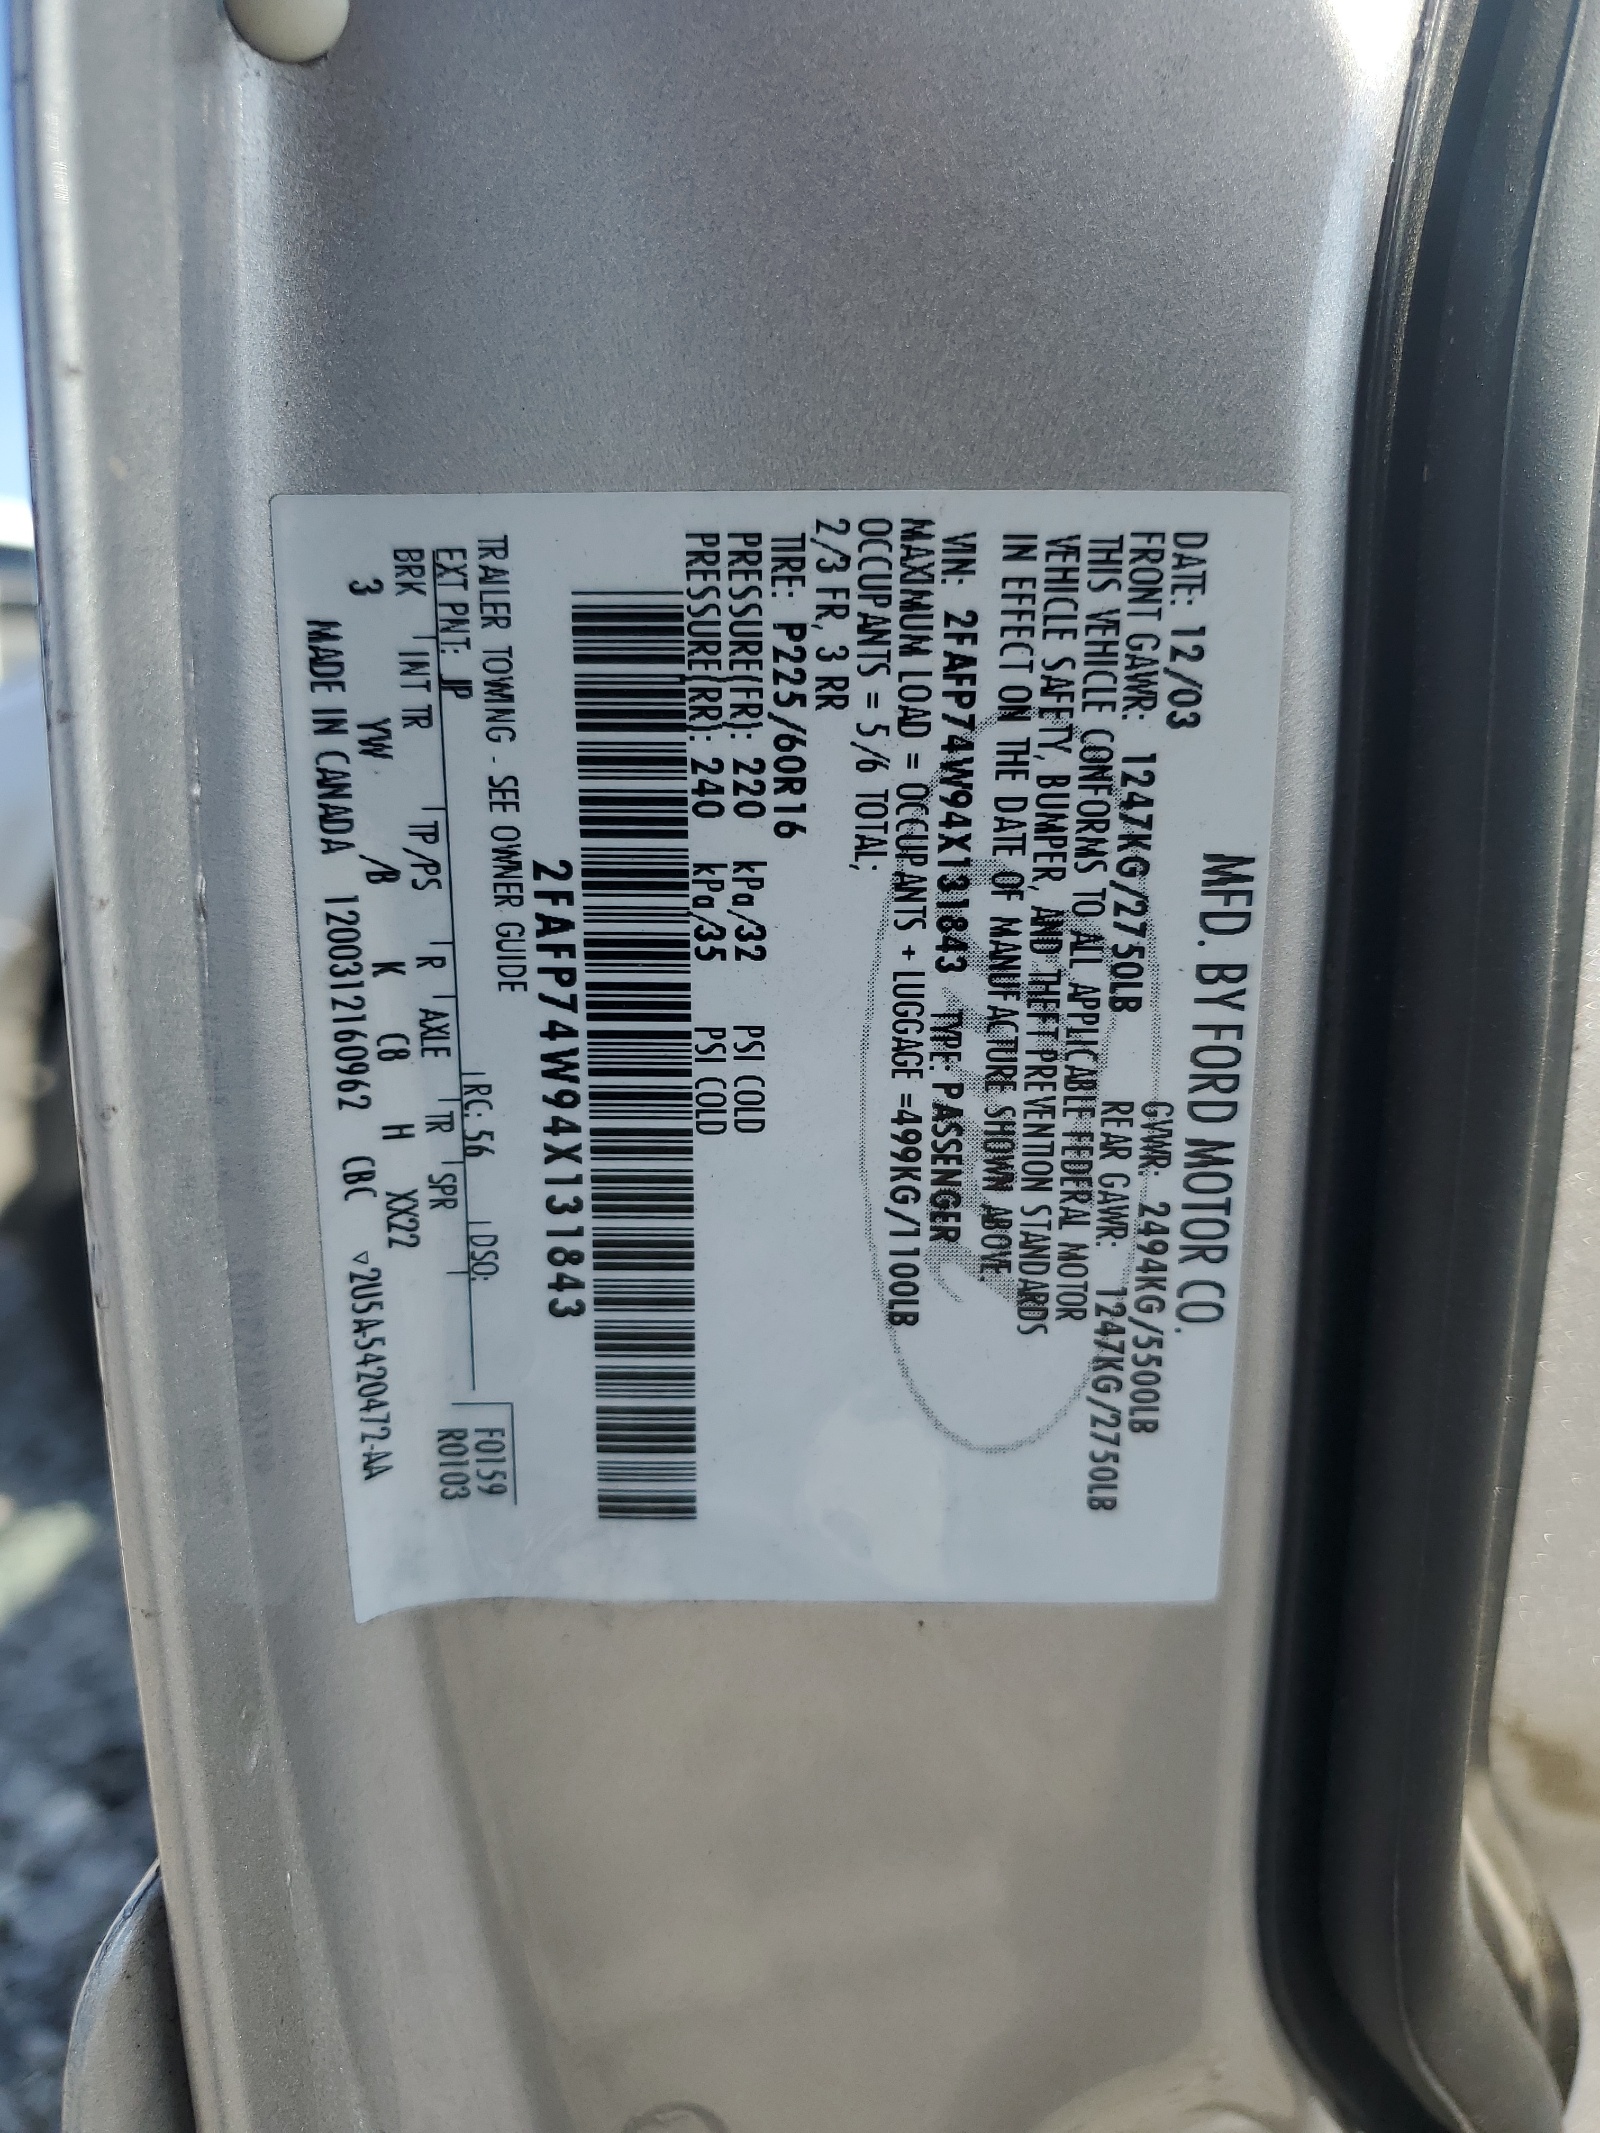 MFD. BY FORD MOTOR CO.
DATE: 12/03 GVWR: 2494KG/5500LB
FRONT GAWR: 1247KG/2750LB REAR GAWR: 1247KG/2750LB
THIS VEHICLE CONFORMS TO ALL APPLICABLE FEDERAL MOTOR
VEHICLE SAFETY, BUMPER, AND THEFT PREVENTION STANDARDS
IN EFFECT ON THE DATE OF MANUFACTURE SHOWN ABOVE.
VIN: 2FAFP74W94X131843 TYPE: PASSENGER
MAXIMUM LOAD = OCCUPANTS + LUGGAGE =499KG/1100LB
OCCUPANTS = 5/6 TOTAL;
2/3 FR, 3 RR
TIRE: P225/60R16
PRESSURE(FR): 220 kPa/32 PSI COLD
PRESSURE(RR): 240 kPa/35 PSI COLD
2FAFP74W94X131843
TRAILER TOWING - SEE OWNER GUIDE
F0159
R0103
EXT PNT: JP RC: 56 DSO:
BRK INT TR TP/PS R AXLE TR SPR
3 YW /B K C8 H XX22
MADE IN CANADA 1200312160962 CBC ▽2U5A-5420472-AA